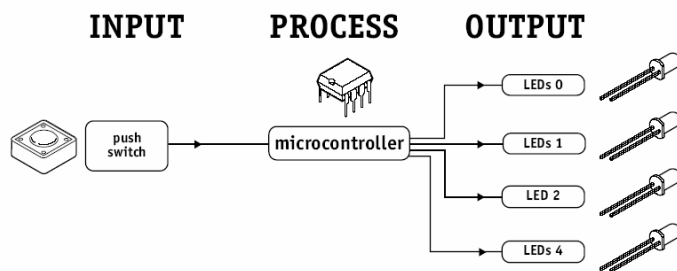 INPUT PROCESS OUTPUT
LEDs 0
push
switch
microcontroller
LEDs 1
LED 2
LEDs 4